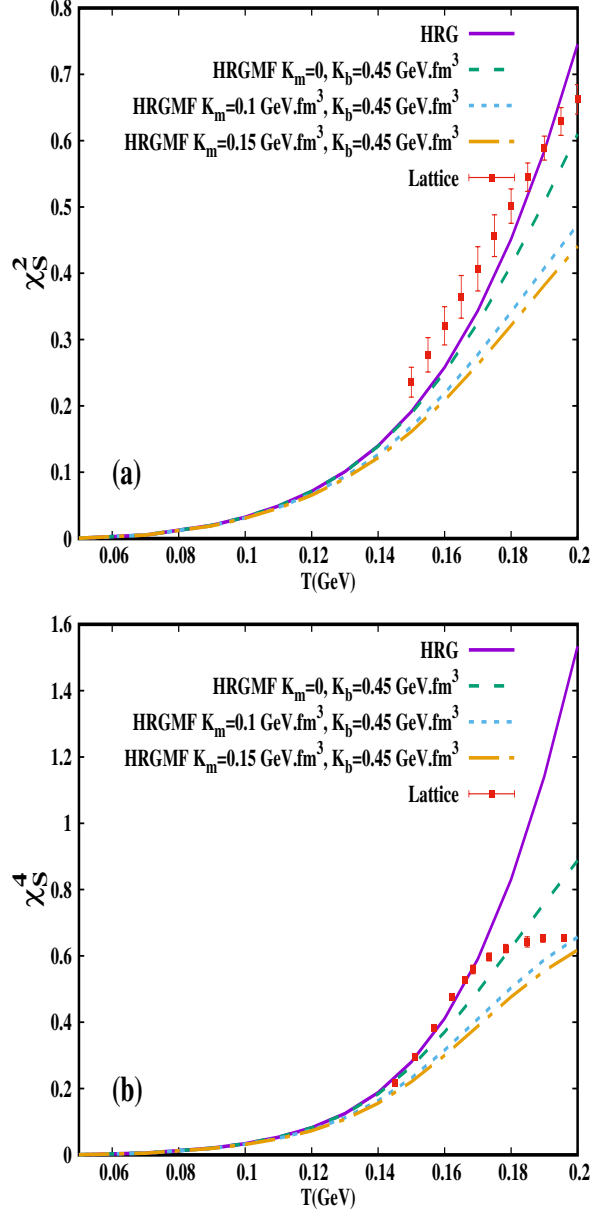 0.8
HRG
HRGMF K_m=0, K_b=0.45 GeV.fm^3
0.7
HRGMF K_m=0.1 GeV.fm^3, K_b=0.45 GeV.fm^3
HRGMF K_m=0.15 GeV.fm^3, K_b=0.45 GeV.fm^3
0.6
Lattice
0.5
χ_S^2
0.4
0.3
0.2
0.1
(a)
0
0.06 0.08 0.1 0.12 0.14 0.16 0.18 0.2
T(GeV)
1.6
HRG
HRGMF K_m=0, K_b=0.45 GeV.fm^3
1.4
HRGMF K_m=0.1 GeV.fm^3, K_b=0.45 GeV.fm^3
HRGMF K_m=0.15 GeV.fm^3, K_b=0.45 GeV.fm^3
1.2
Lattice
1
χ_S^4
0.8
0.6
0.4
0.2
(b)
0
0.06 0.08 0.1 0.12 0.14 0.16 0.18 0.2
T(GeV)